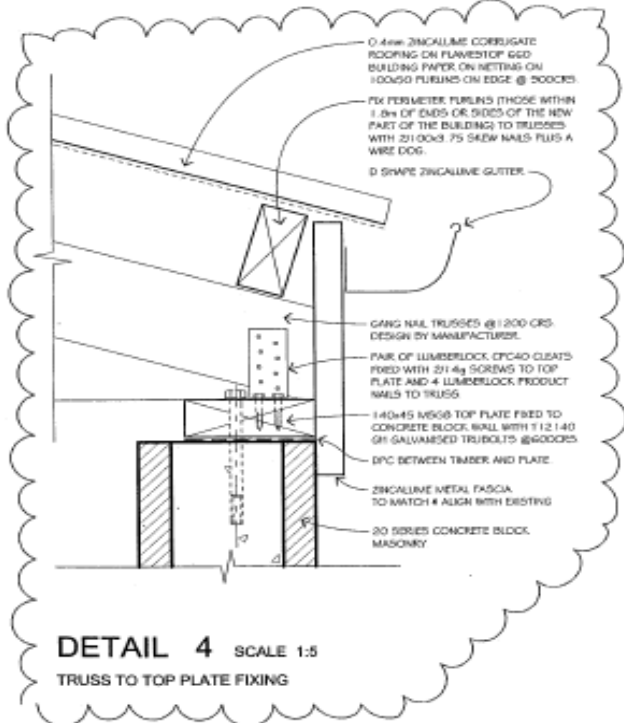 0.4mm ZINCALUME CORRUGATE
ROOFING ON FLAMESTOP 660
BUILDING PAPER ON NETTING ON
100x50 PURLINS ON EDGE @ 900CRS.
FIX PERIMETER PURLINS (THOSE WITHIN
1.8m OF ENDS OR SIDES OF THE NEW
PART OF THE BUILDING) TO TRUSSES
WITH 2/100x3.75 SKEW NAILS PLUS A
WIRE DOG.
D SHAPE ZINCALUME GUTTER
GANG NAIL TRUSSES @1200 CRS.
DESIGN BY MANUFACTURER.
PAIR OF LUMBERLOCK CPC40 CLEATS
FIXED WITH 2/14g SCREWS TO TOP
PLATE AND 4 LUMBERLOCK PRODUCT
NAILS TO TRUSS
140x45 MSG8 TOP PLATE FIXED TO
CONCRETE BLOCK WALL WITH T12140
GH GALVANISED TRUBOLTS @600CRS
DPC BETWEEN TIMBER AND PLATE.
ZINCALUME METAL FASCIA
TO MATCH & ALIGN WITH EXISTING
20 SERIES CONCRETE BLOCK
MASONRY
DETAIL 4 SCALE 1:5
TRUSS TO TOP PLATE FIXING